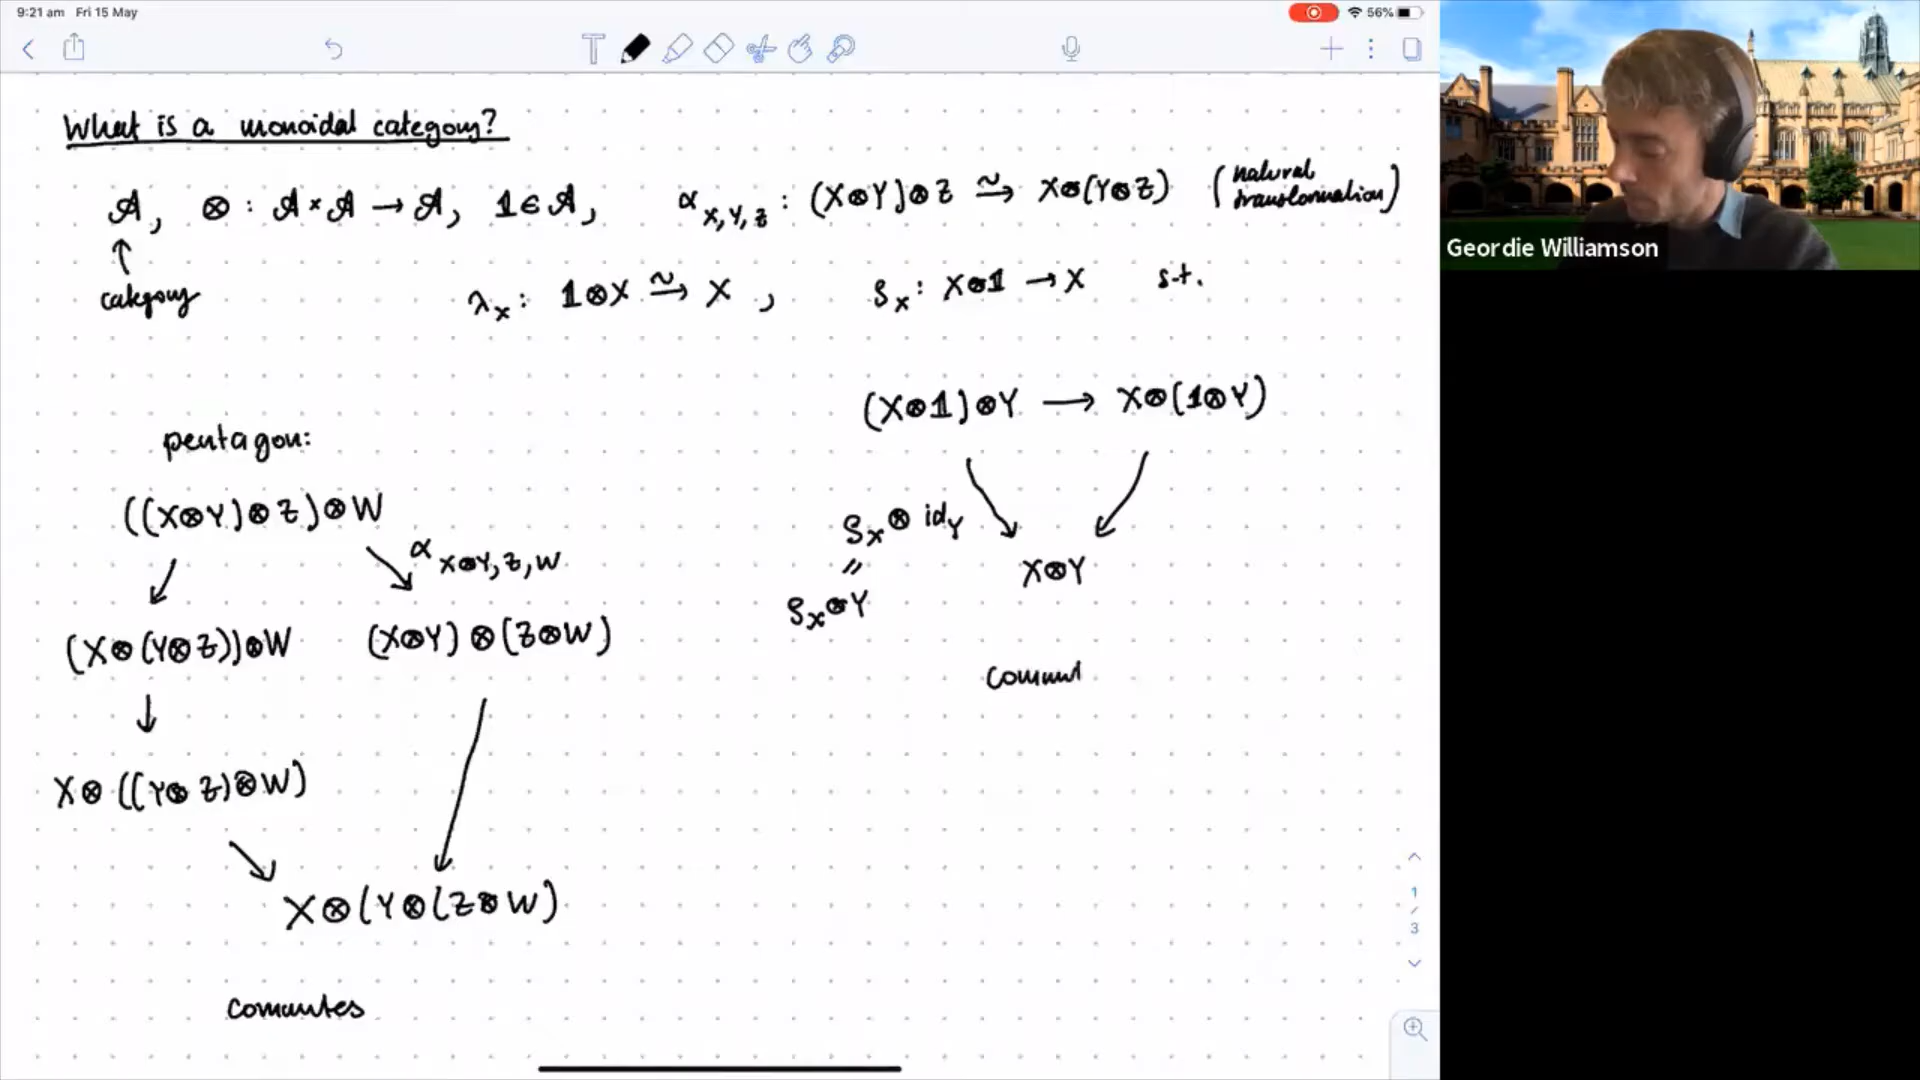 9:21 am Fri 15 May 56%
What is a monoidal category?
𝒜, ⊗ : 𝒜 × 𝒜 → 𝒜, 𝟙 ∈ 𝒜, α_{X,Y,Z} : (X⊗Y)⊗Z ⥲ X⊗(Y⊗Z) (natural transformation)
↑
category
λ_X : 𝟙⊗X ⥲ X , ρ_X : X⊗𝟙 → X s.t.
pentagon:
((X⊗Y)⊗Z)⊗W
↙ ↘ α_{X⊗Y,Z,W}
(X⊗(Y⊗Z))⊗W (X⊗Y)⊗(Z⊗W)
↓
X⊗((Y⊗Z)⊗W)
↘ ↙
X⊗(Y⊗(Z⊗W)
comutes
(X⊗𝟙)⊗Y → X⊗(𝟙⊗Y)
↘ ↙
ρ_X ⊗ id_Y
=
ρ_X⊗Y
X⊗Y
commut
Geordie Williamson
1
/
3